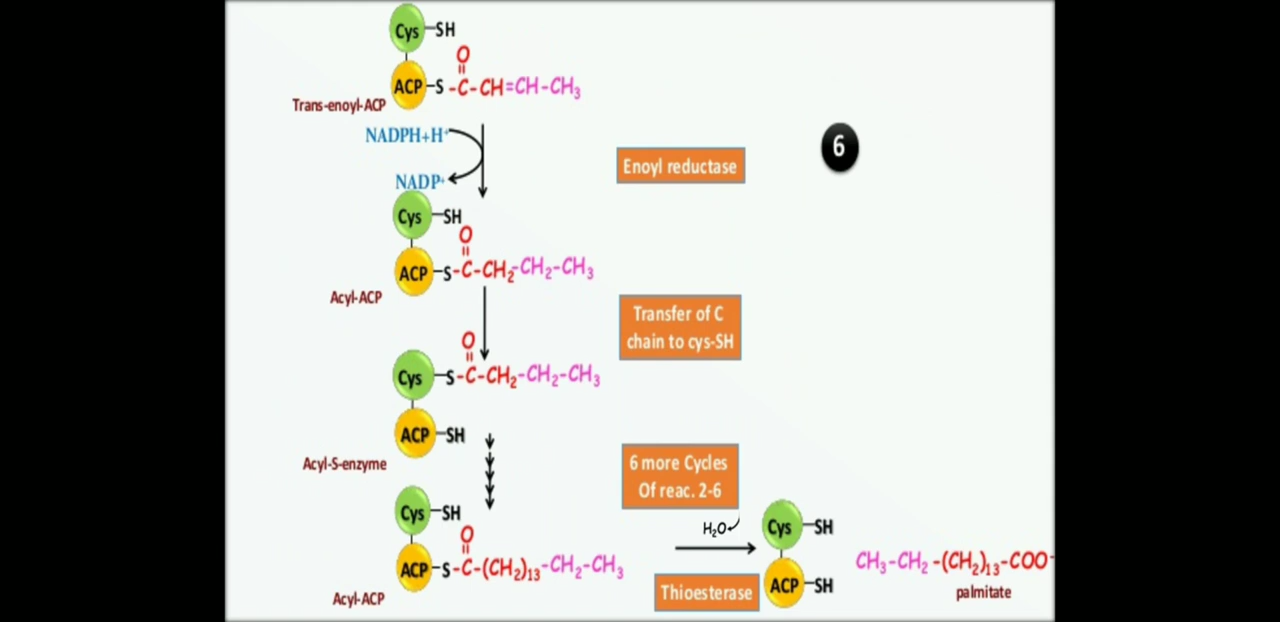 Cys -SH
O
ACP -S -C-CH=CH-CH₃
Trans-enoyl-ACP
NADPH+H⁺
6
Enoyl reductase
NADP⁺
Cys -SH
O
ACP -S-C-CH₂-CH₂-CH₃
Acyl-ACP
Transfer of C
chain to cys-SH
O
Cys -S-C-CH₂-CH₂-CH₃
ACP -SH
Acyl-S-enzyme
6 more Cycles
Of reac. 2-6
Cys -SH
O
ACP -S-C-(CH₂)₁₃-CH₂-CH₃
Acyl-ACP
H₂O
Thioesterase
Cys -SH
ACP -SH
CH₃-CH₂-(CH₂)₁₃-COO⁻
palmitate